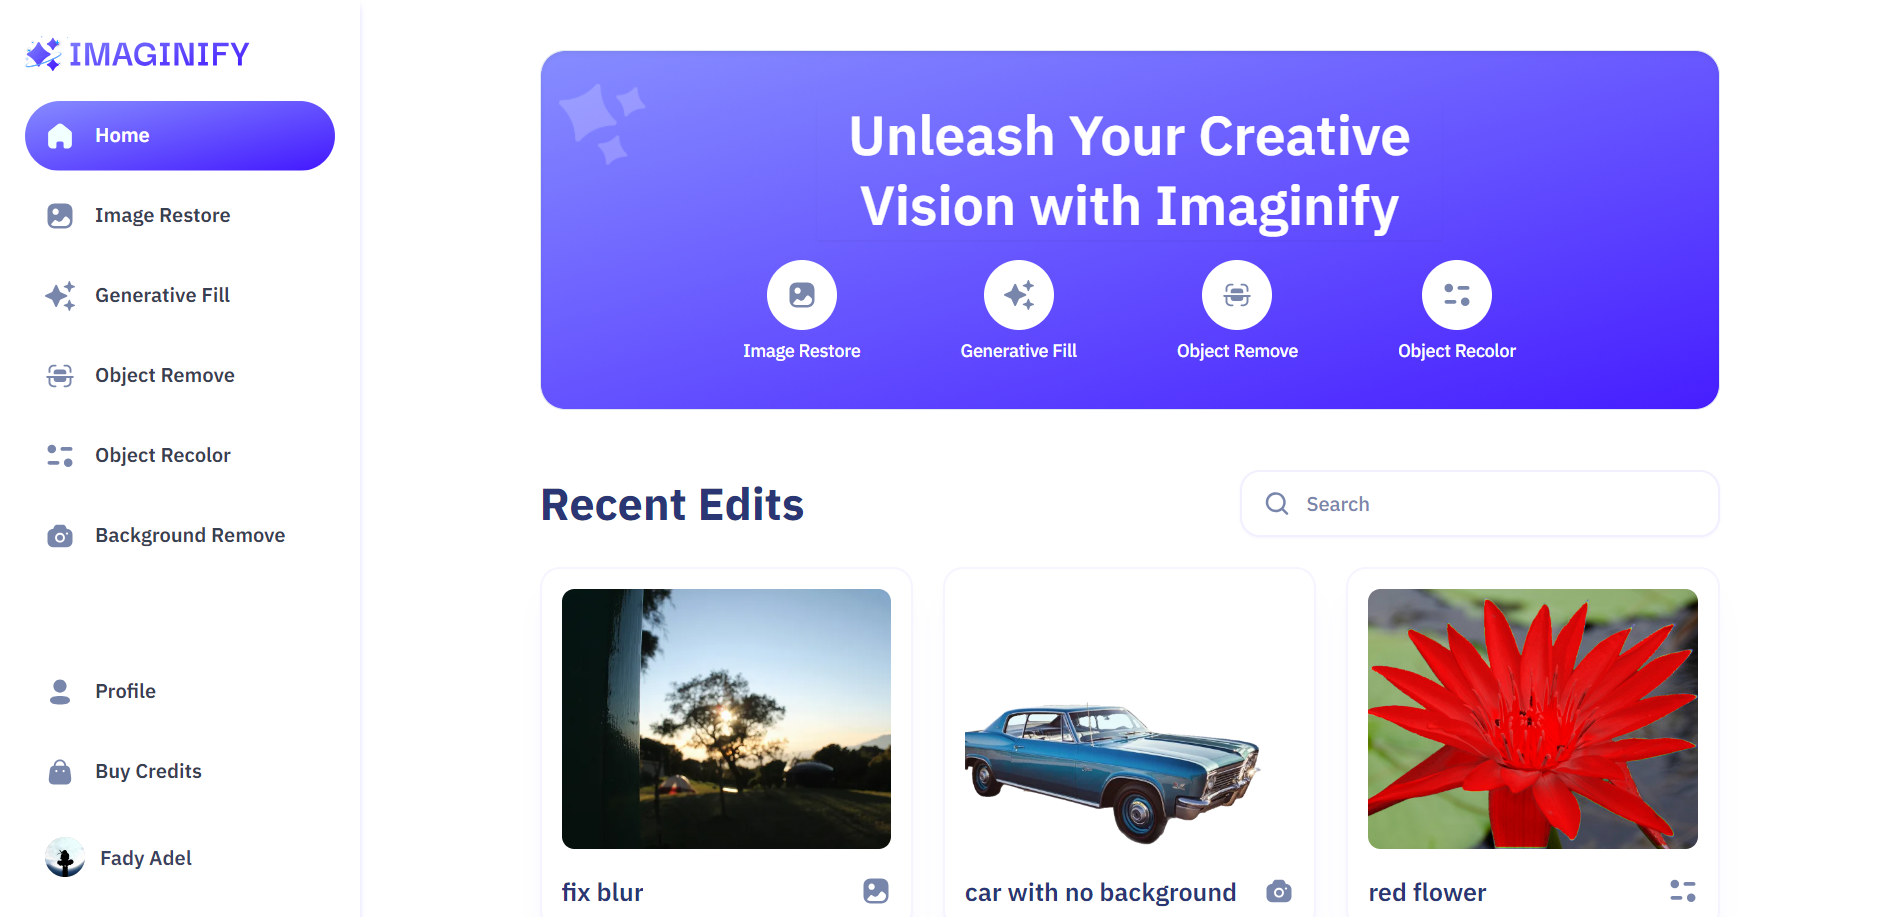 IMAGINIFY
Home
Image Restore
Generative Fill
Object Remove
Object Recolor
Background Remove
Profile
Buy Credits
Fady Adel
Unleash Your Creative
Vision with Imaginify
Image Restore
Generative Fill
Object Remove
Object Recolor
Recent Edits
Search
fix blur
car with no background
red flower